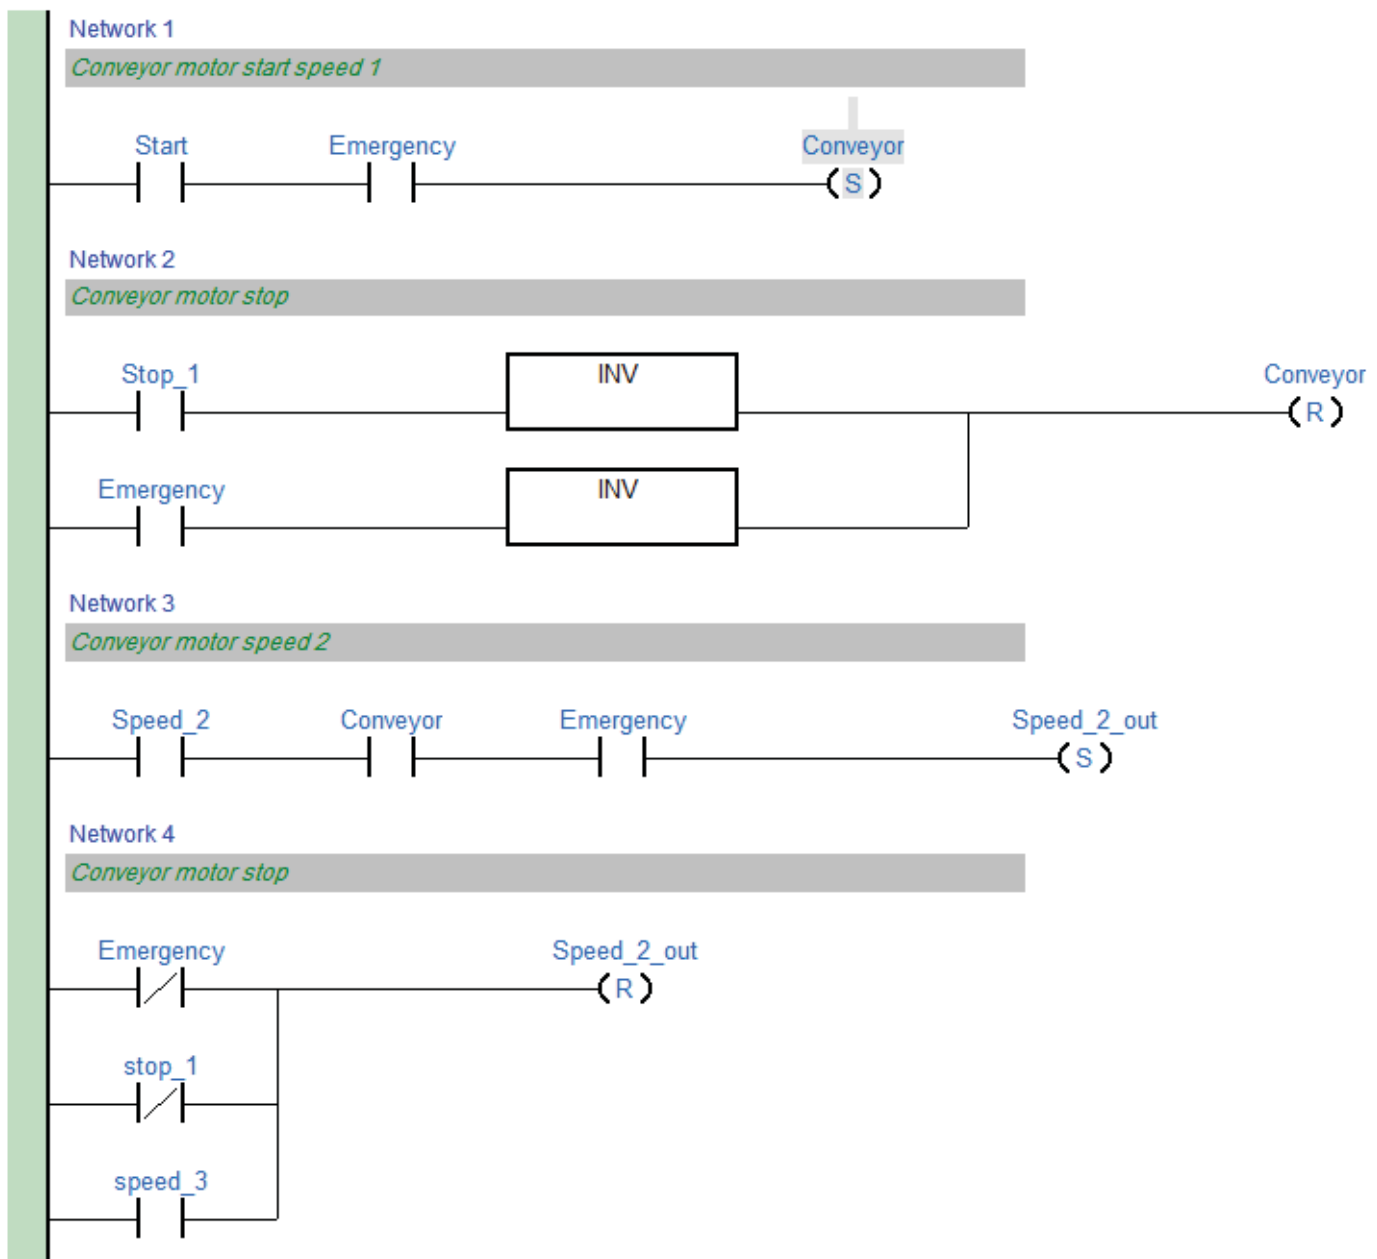 Network 1
Conveyor motor start speed 1
Start Emergency Conveyor
S
Network 2
Conveyor motor stop
Stop_1 INV Conveyor
R
Emergency INV
Network 3
Conveyor motor speed 2
Speed_2 Conveyor Emergency Speed_2_out
S
Network 4
Conveyor motor stop
Emergency Speed_2_out
R
stop_1
speed_3